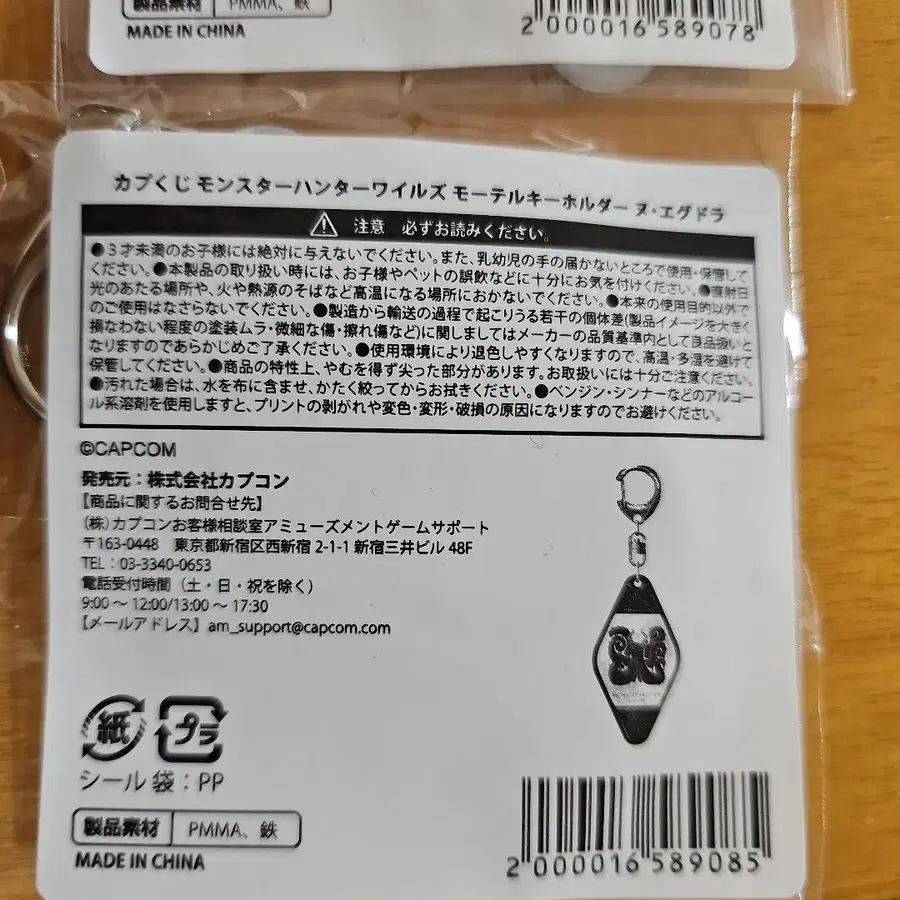 製品素材 PMMA、鉄
MADE IN CHINA
2 000016 589078
カプくじ モンスターハンターワイルズ モーテルキーホルダー ヌ・エグドラ
注意 必ずお読みください。
●3才未満のお子様には絶対に与えないでください。また、乳幼児の手の届かないところで使用・保管して
ください。●本製品の取り扱い時には、お子様やペットの誤飲などに十分にお気を付けください。●直射日
光のあたる場所や、火や熱源のそばなど高温になる場所におかないでください。●本来の使用目的以外で
のご使用はなさらないでください。●製造から輸送の過程で起こりうる若干の個体差(製品イメージを大きく
損なわない程度の塗装ムラ・微細な傷・擦れ傷など)に関しましてはメーカーの品質基準内として良品扱いと
なりますのであらかじめご了承ください。●使用環境により退色しやすくなりますので、高温・多湿を避けて
保管してください。●商品の特性上、やむを得ず尖った部分があります。お取扱いには十分ご注意ください。
●汚れた場合は、水を布に含ませ、かたく絞ってからお拭きください。●ベンジン・シンナーなどのアルコー
ル系溶剤を使用しますと、プリントの剥がれや変色・変形・破損の原因になりますのでお避けください。
©CAPCOM
発売元：株式会社カプコン
【商品に関するお問合せ先】
(株)カプコンお客様相談室アミューズメントゲームサポート
〒163-0448 東京都新宿区西新宿 2-1-1 新宿三井ビル 48F
TEL：03-3340-0653
電話受付時間（土・日・祝を除く）
9:00 ～ 12:00/13:00 ～ 17:30
【メールアドレス】am_support@capcom.com
紙 プラ
シール 袋：PP
製品素材 PMMA、鉄
MADE IN CHINA
2 000016 589085